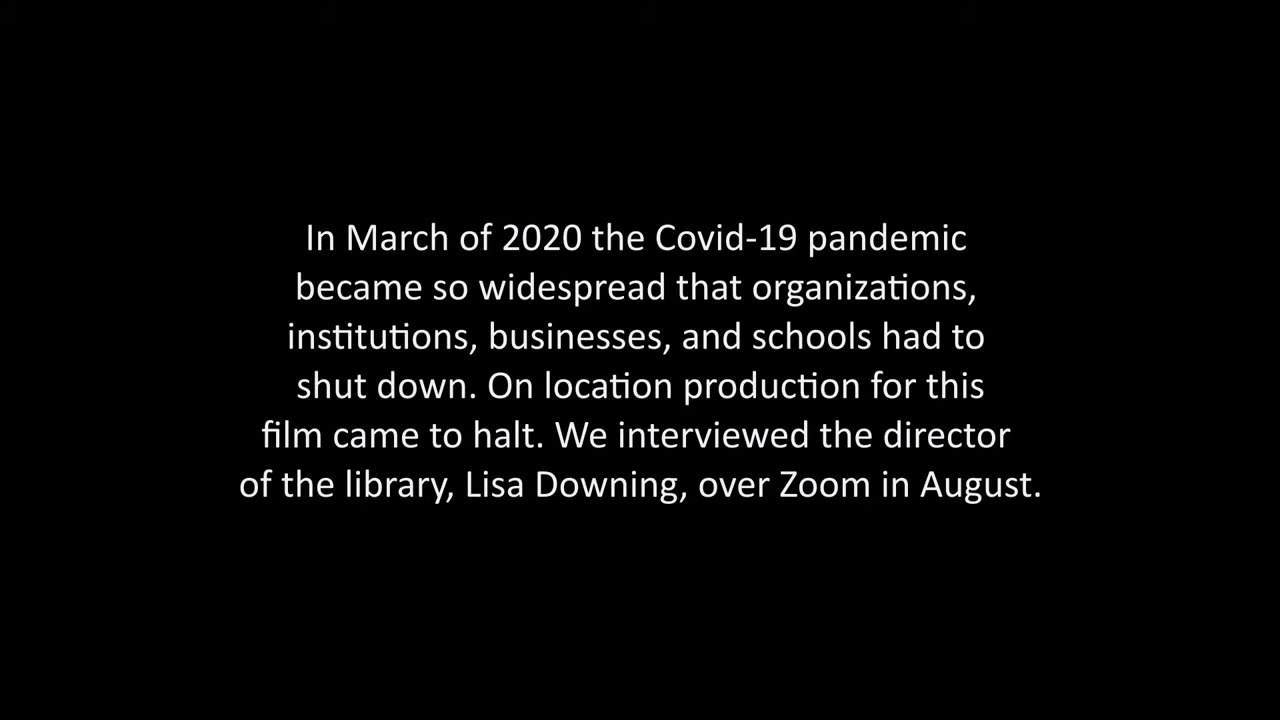 In March of 2020 the Covid-19 pandemic
became so widespread that organizations,
institutions, businesses, and schools had to
shut down. On location production for this
film came to halt. We interviewed the director
of the library, Lisa Downing, over Zoom in August.